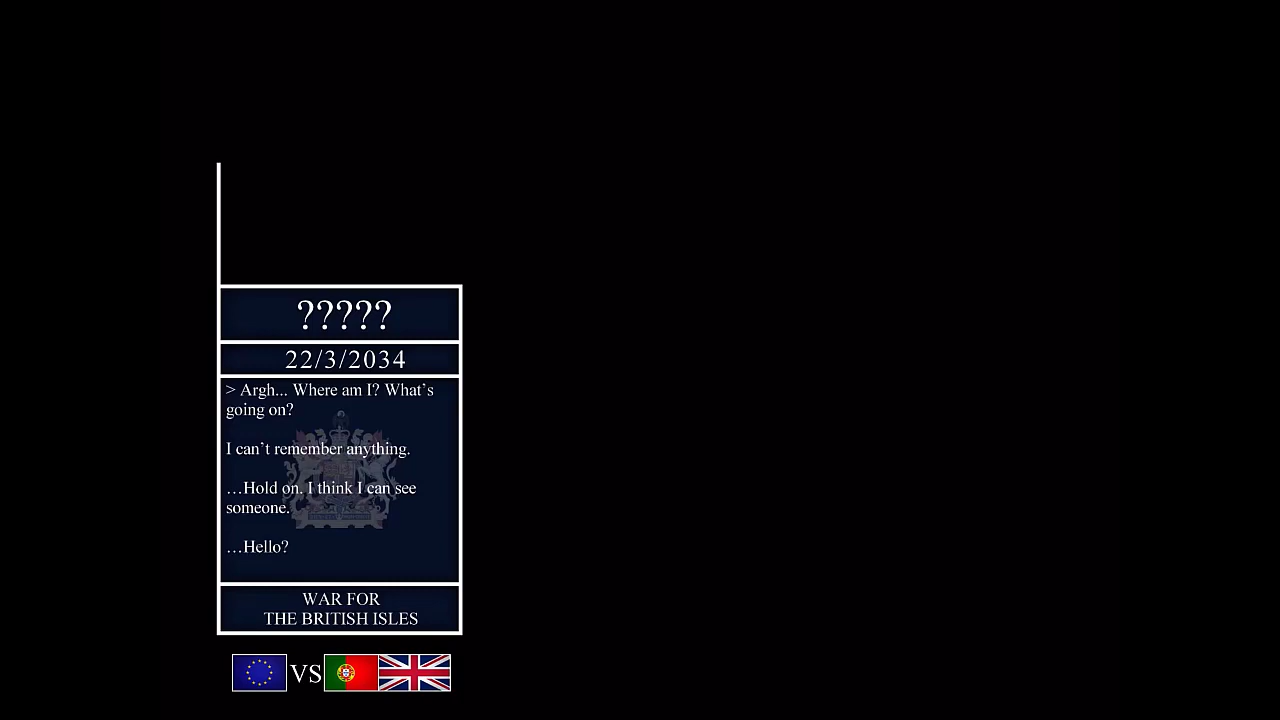 ?????
22/3/2034
> Argh... Where am I? What's
going on?
I can't remember anything.
…Hold on. I think I can see
someone.
…Hello?
WAR FOR
THE BRITISH ISLES
VS